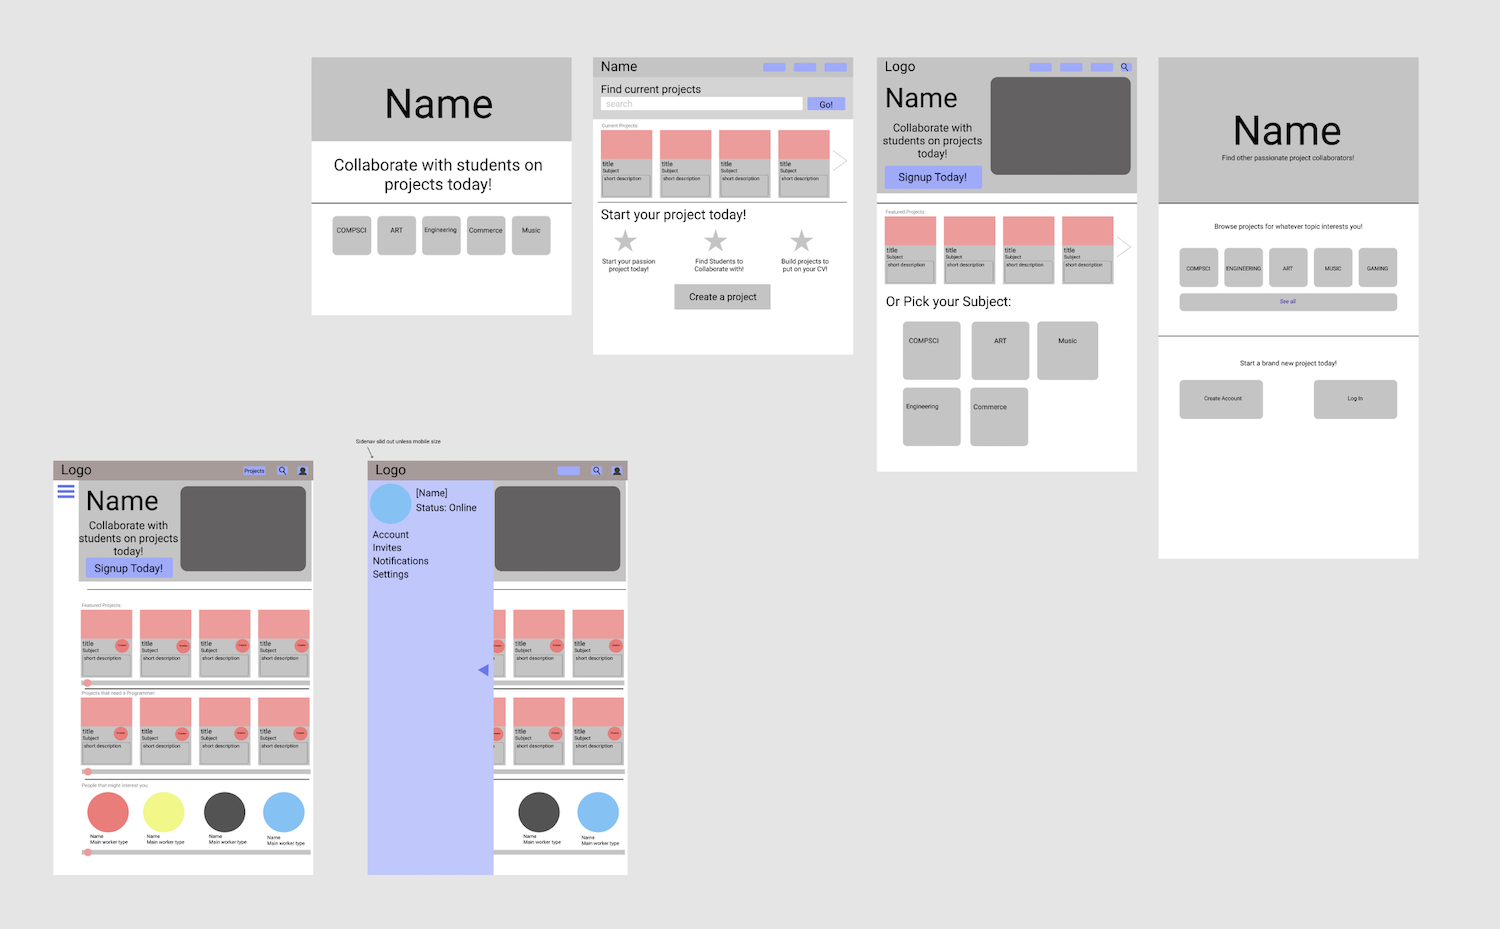 Name
Collaborate with students on
projects today!
COMPSCI
ART
Engineering
Commerce
Music
Name
Find current projects
search
Go!
Current Projects:
title
Subject
short description
title
Subject
short description
title
Subject
short description
title
Subject
short description
Start your project today!
Start your passion
project today!
Find Students to
Collaborate with!
Build projects to
put on your CV!
Create a project
Logo
Name
Collaborate with
students on projects
today!
Signup Today!
Featured Projects:
title
Subject
short description
title
Subject
short description
title
Subject
short description
title
Subject
short description
Or Pick your Subject:
COMPSCI
ART
Music
Engineering
Commerce
Name
Find other passionate project collaborators!
Browse projects for whatever topic interests you!
COMPSCI
ENGINEERING
ART
MUSIC
GAMING
See all
Start a brand new project today!
Create Account
Log In
Logo
Projects
Name
Collaborate with
students on projects
today!
Signup Today!
Featured Projects:
title
Subject
short description
title
Subject
short description
title
Subject
short description
title
Subject
short description
Projects that need a Programmer:
title
Subject
short description
title
Subject
short description
title
Subject
short description
title
Subject
short description
People that might interest you:
Name
Main worker type
Name
Main worker type
Name
Main worker type
Name
Main worker type
Sidenav slid out unless mobile size
Logo
[Name]
Status: Online
Account
Invites
Notifications
Settings
title
Subject
short description
title
Subject
short description
title
Subject
short description
title
Subject
short description
Name
Main worker type
Name
Main worker type